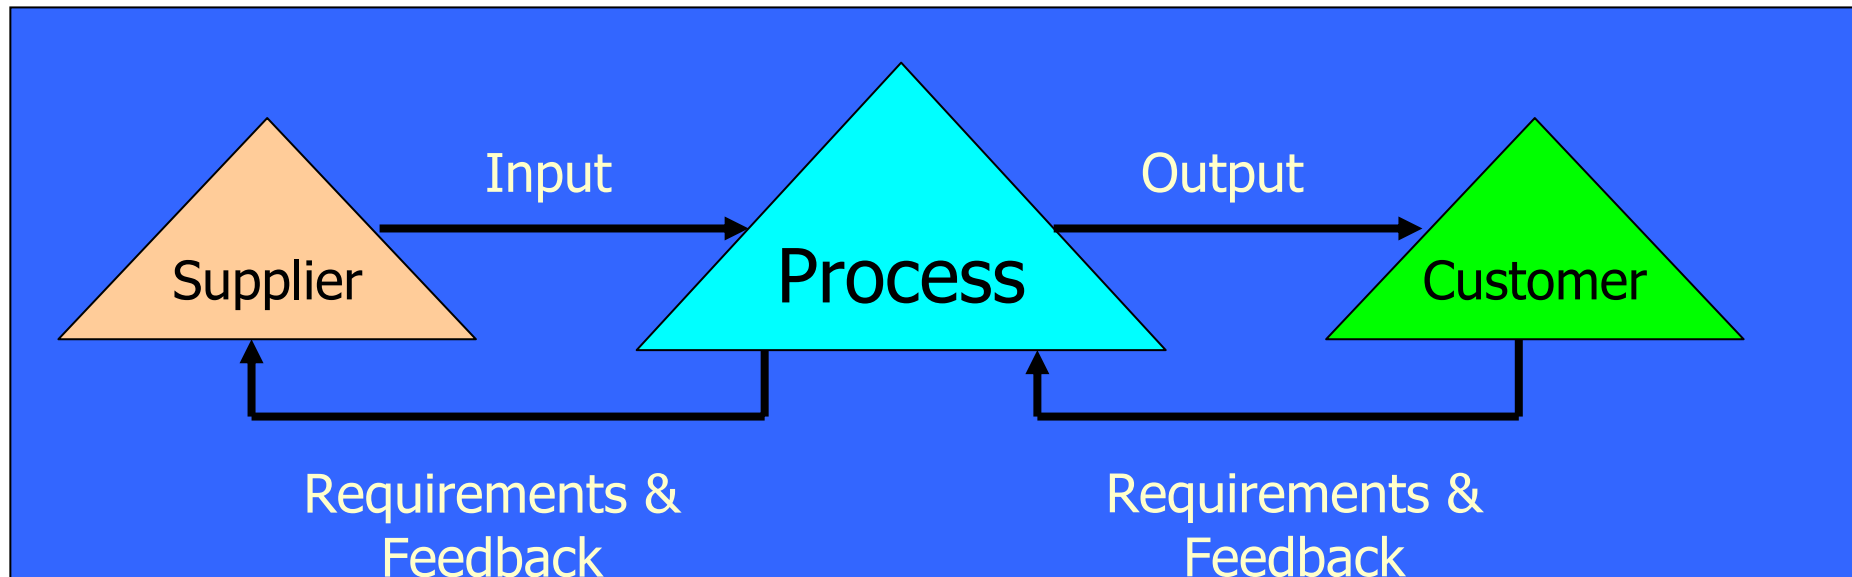 Input
Output
Supplier
Process
Customer
Requirements &
Feedback
Requirements &
Feedback